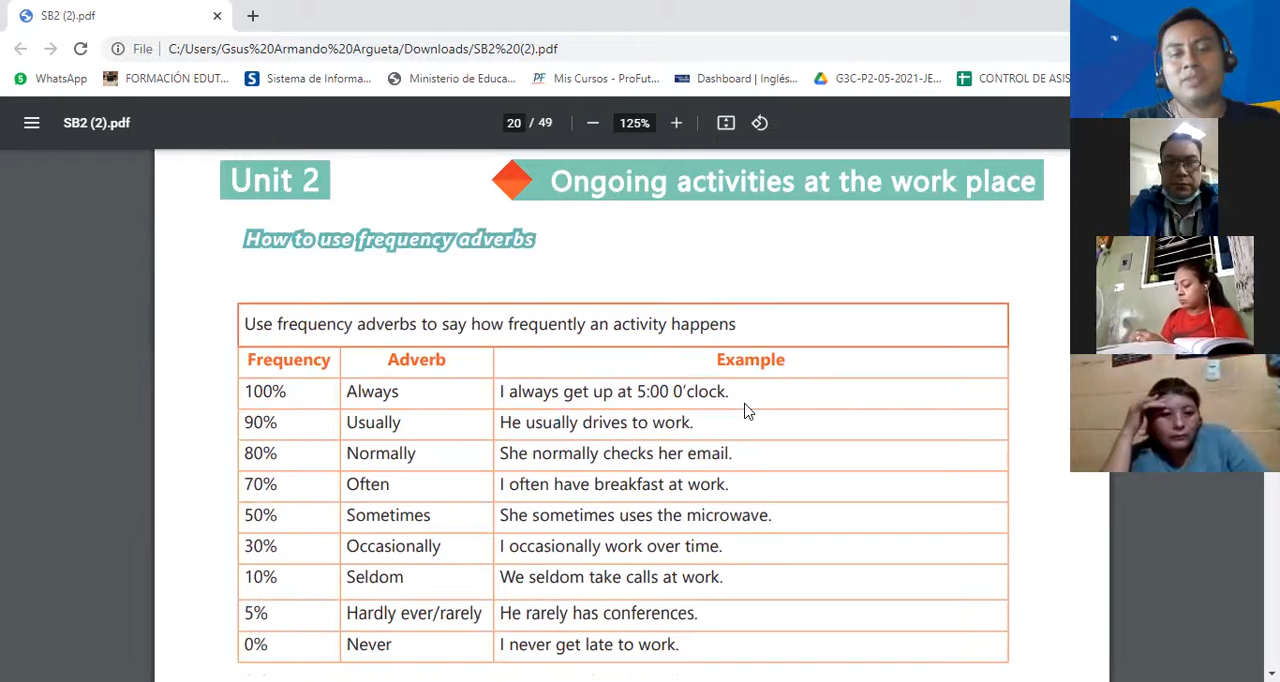 SB2 (2).pdf
File C:/Users/Gsus%20Armando%20Argueta/Downloads/SB2%20(2).pdf
WhatsApp FORMACIÓN EDUT... Sistema de Informa... Ministerio de Educa... PF Mis Cursos - ProFut... Dashboard | Inglés,... G3C-P2-05-2021-JE... CONTROL DE ASIS
SB2 (2).pdf 20 / 49 125%
Unit 2 Ongoing activities at the work place
How to use frequency adverbs
Use frequency adverbs to say how frequently an activity happens
Frequency Adverb Example
100% Always I always get up at 5:00 0'clock.
90% Usually He usually drives to work.
80% Normally She normally checks her email.
70% Often I often have breakfast at work.
50% Sometimes She sometimes uses the microwave.
30% Occasionally I occasionally work over time.
10% Seldom We seldom take calls at work.
5% Hardly ever/rarely He rarely has conferences.
0% Never I never get late to work.